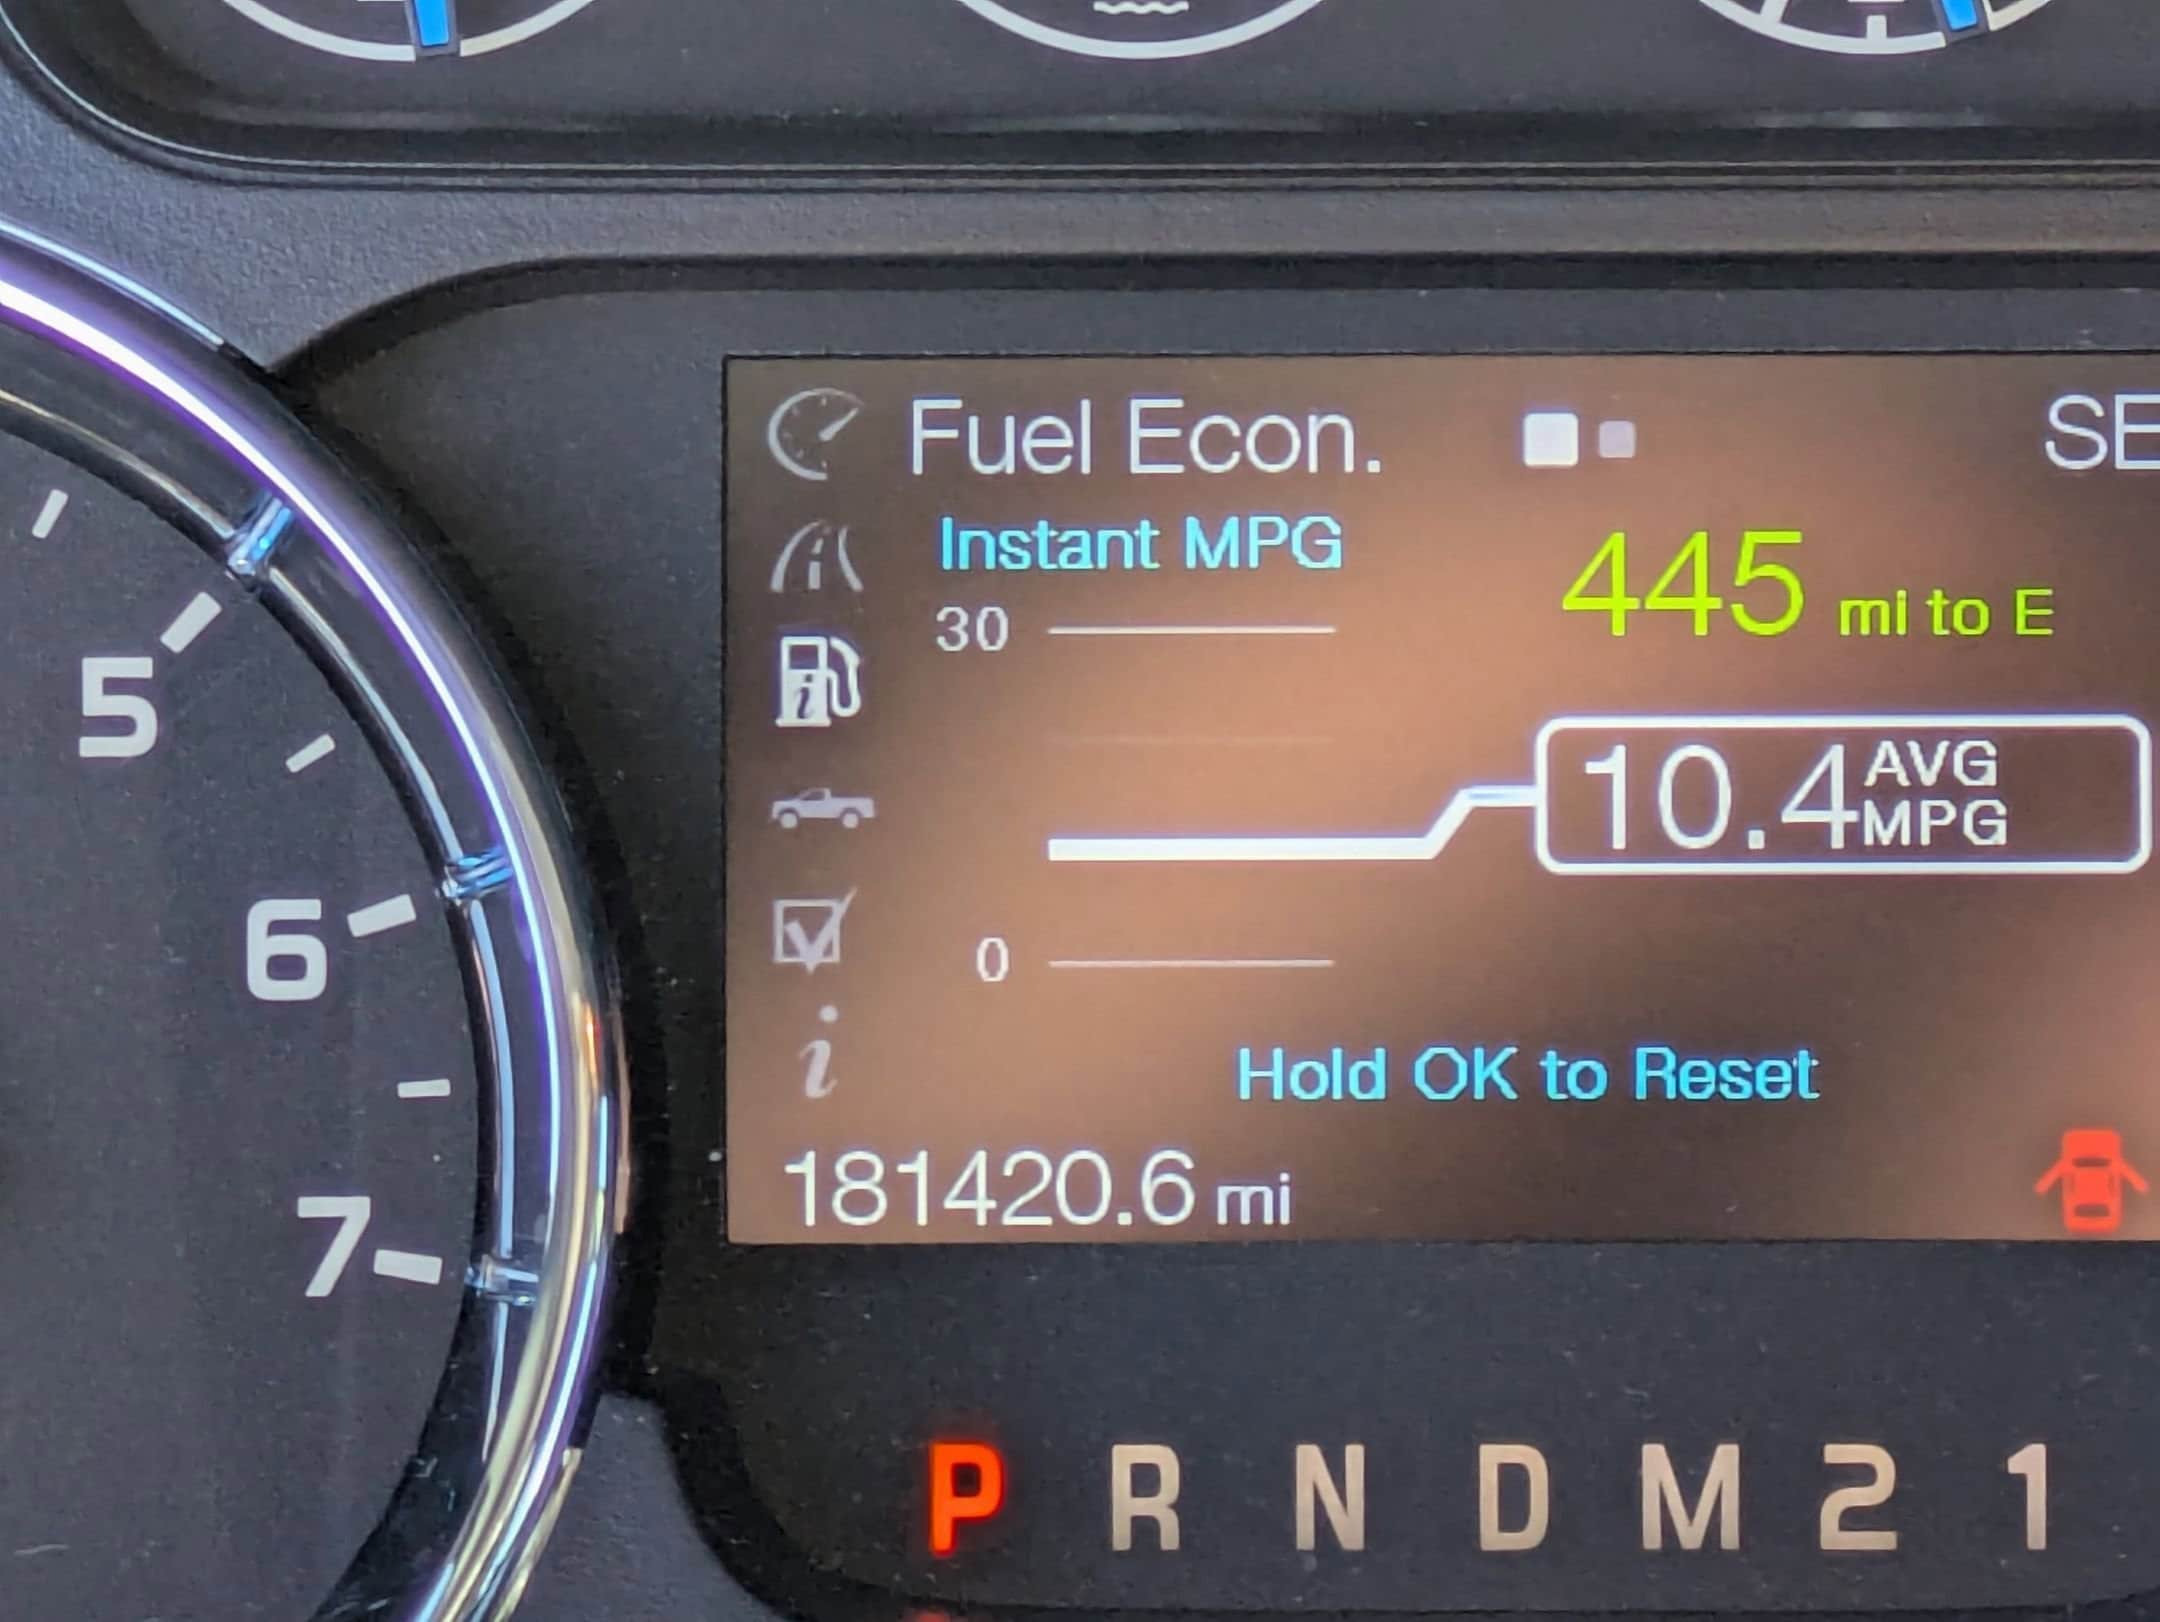 Fuel Econ.
SE
Instant MPG
445 mi to E
30
10.4 AVG MPG
0
Hold OK to Reset
181420.6 mi
5
6
7
P R N D M 2 1